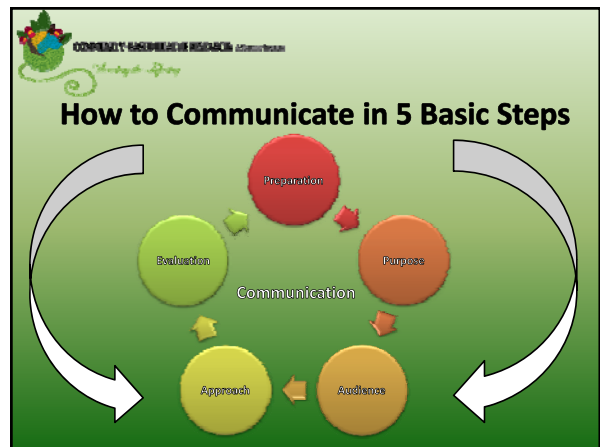 How to Communicate in 5 Basic Steps
Preparation
Purpose
Audience
Approach
Evaluation
Communication